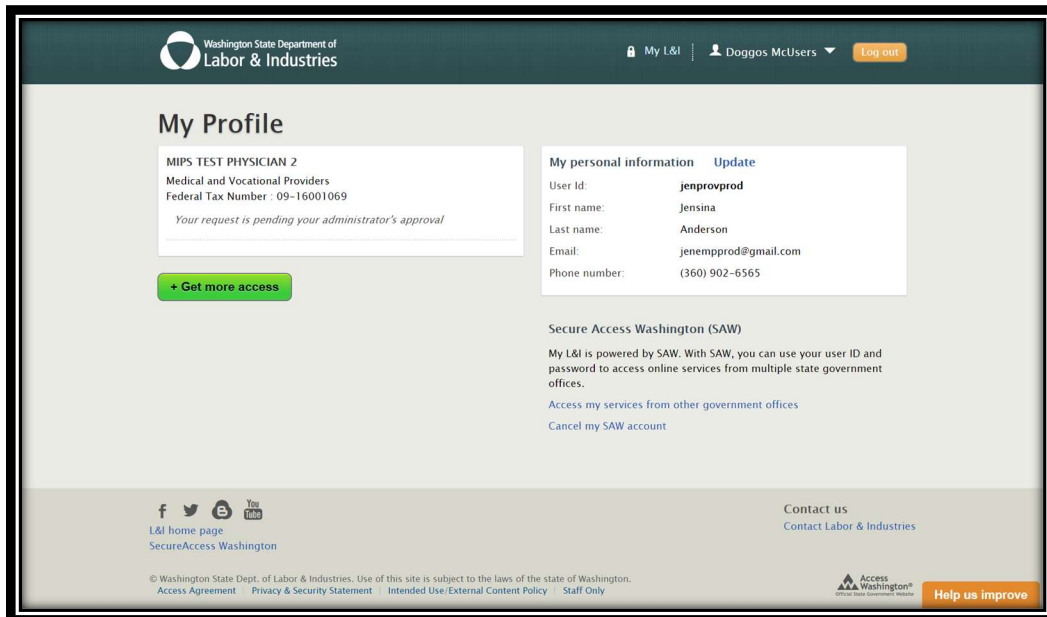 Washington State Department of
Labor & Industries
My L&I
Doggos McUsers
Log out
My Profile
MIPS TEST PHYSICIAN 2
Medical and Vocational Providers
Federal Tax Number : 09-16001069
Your request is pending your administrator's approval
+ Get more access
My personal information Update
User Id: jenprovprod
First name: Jensina
Last name: Anderson
Email: jenempprod@gmail.com
Phone number: (360) 902-6565
Secure Access Washington (SAW)
My L&I is powered by SAW. With SAW, you can use your user ID and
password to access online services from multiple state government
offices.
Access my services from other government offices
Cancel my SAW account
You
Tube
L&I home page
SecureAccess Washington
Contact us
Contact Labor & Industries
© Washington State Dept. of Labor & Industries. Use of this site is subject to the laws of the state of Washington.
Access Agreement | Privacy & Security Statement | Intended Use/External Content Policy | Staff Only
Access
Washington®
Official State Government Website
Help us improve